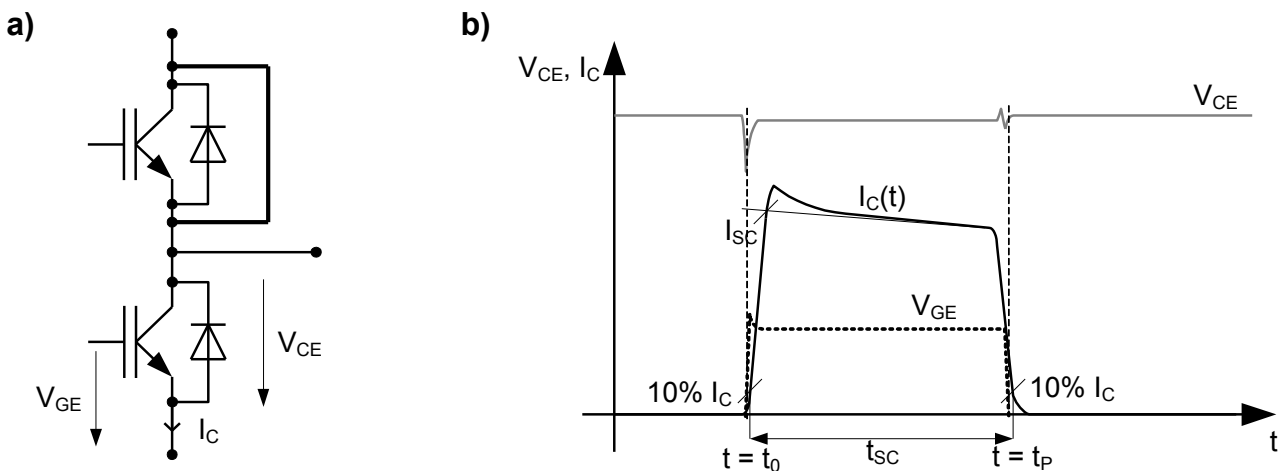 a)
V_GE
I_C
V_CE
b)
V_CE, I_C
V_CE
I_SC
I_C(t)
V_GE
10% I_C
10% I_C
t = t_0
t_SC
t = t_P
t